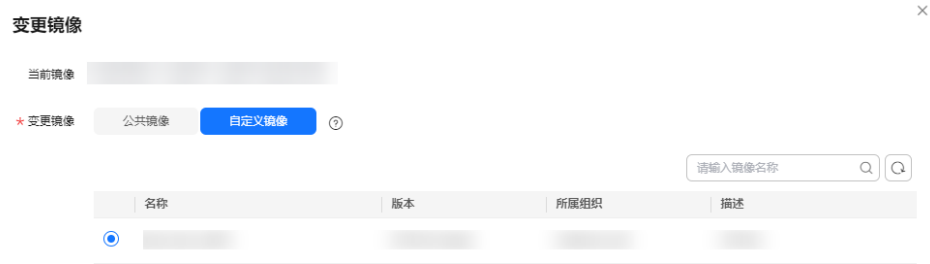 变更镜像
当前镜像
* 变更镜像 公共镜像 自定义镜像 ?
请输入镜像名称
名称 版本 所属组织 描述